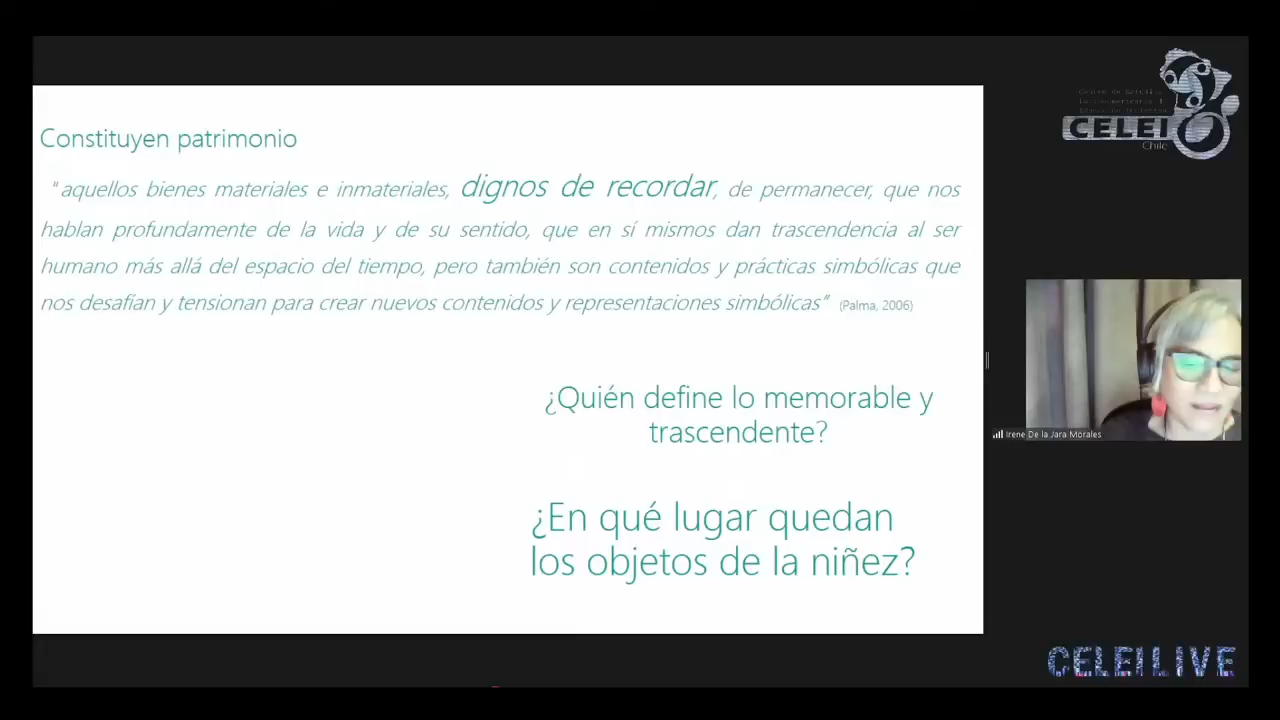 Constituyen patrimonio
"aquellos bienes materiales e inmateriales, dignos de recordar, de permanecer, que nos
hablan profundamente de la vida y de su sentido, que en sí mismos dan trascendencia al ser
humano más allá del espacio del tiempo, pero también son contenidos y prácticas simbólicas que
nos desafían y tensionan para crear nuevos contenidos y representaciones simbólicas" (Palma, 2006)
¿Quién define lo memorable y
trascendente?
¿En qué lugar quedan
los objetos de la niñez?
CELEI
Chile
Irene De la Jara Morales
CELEI LIVE